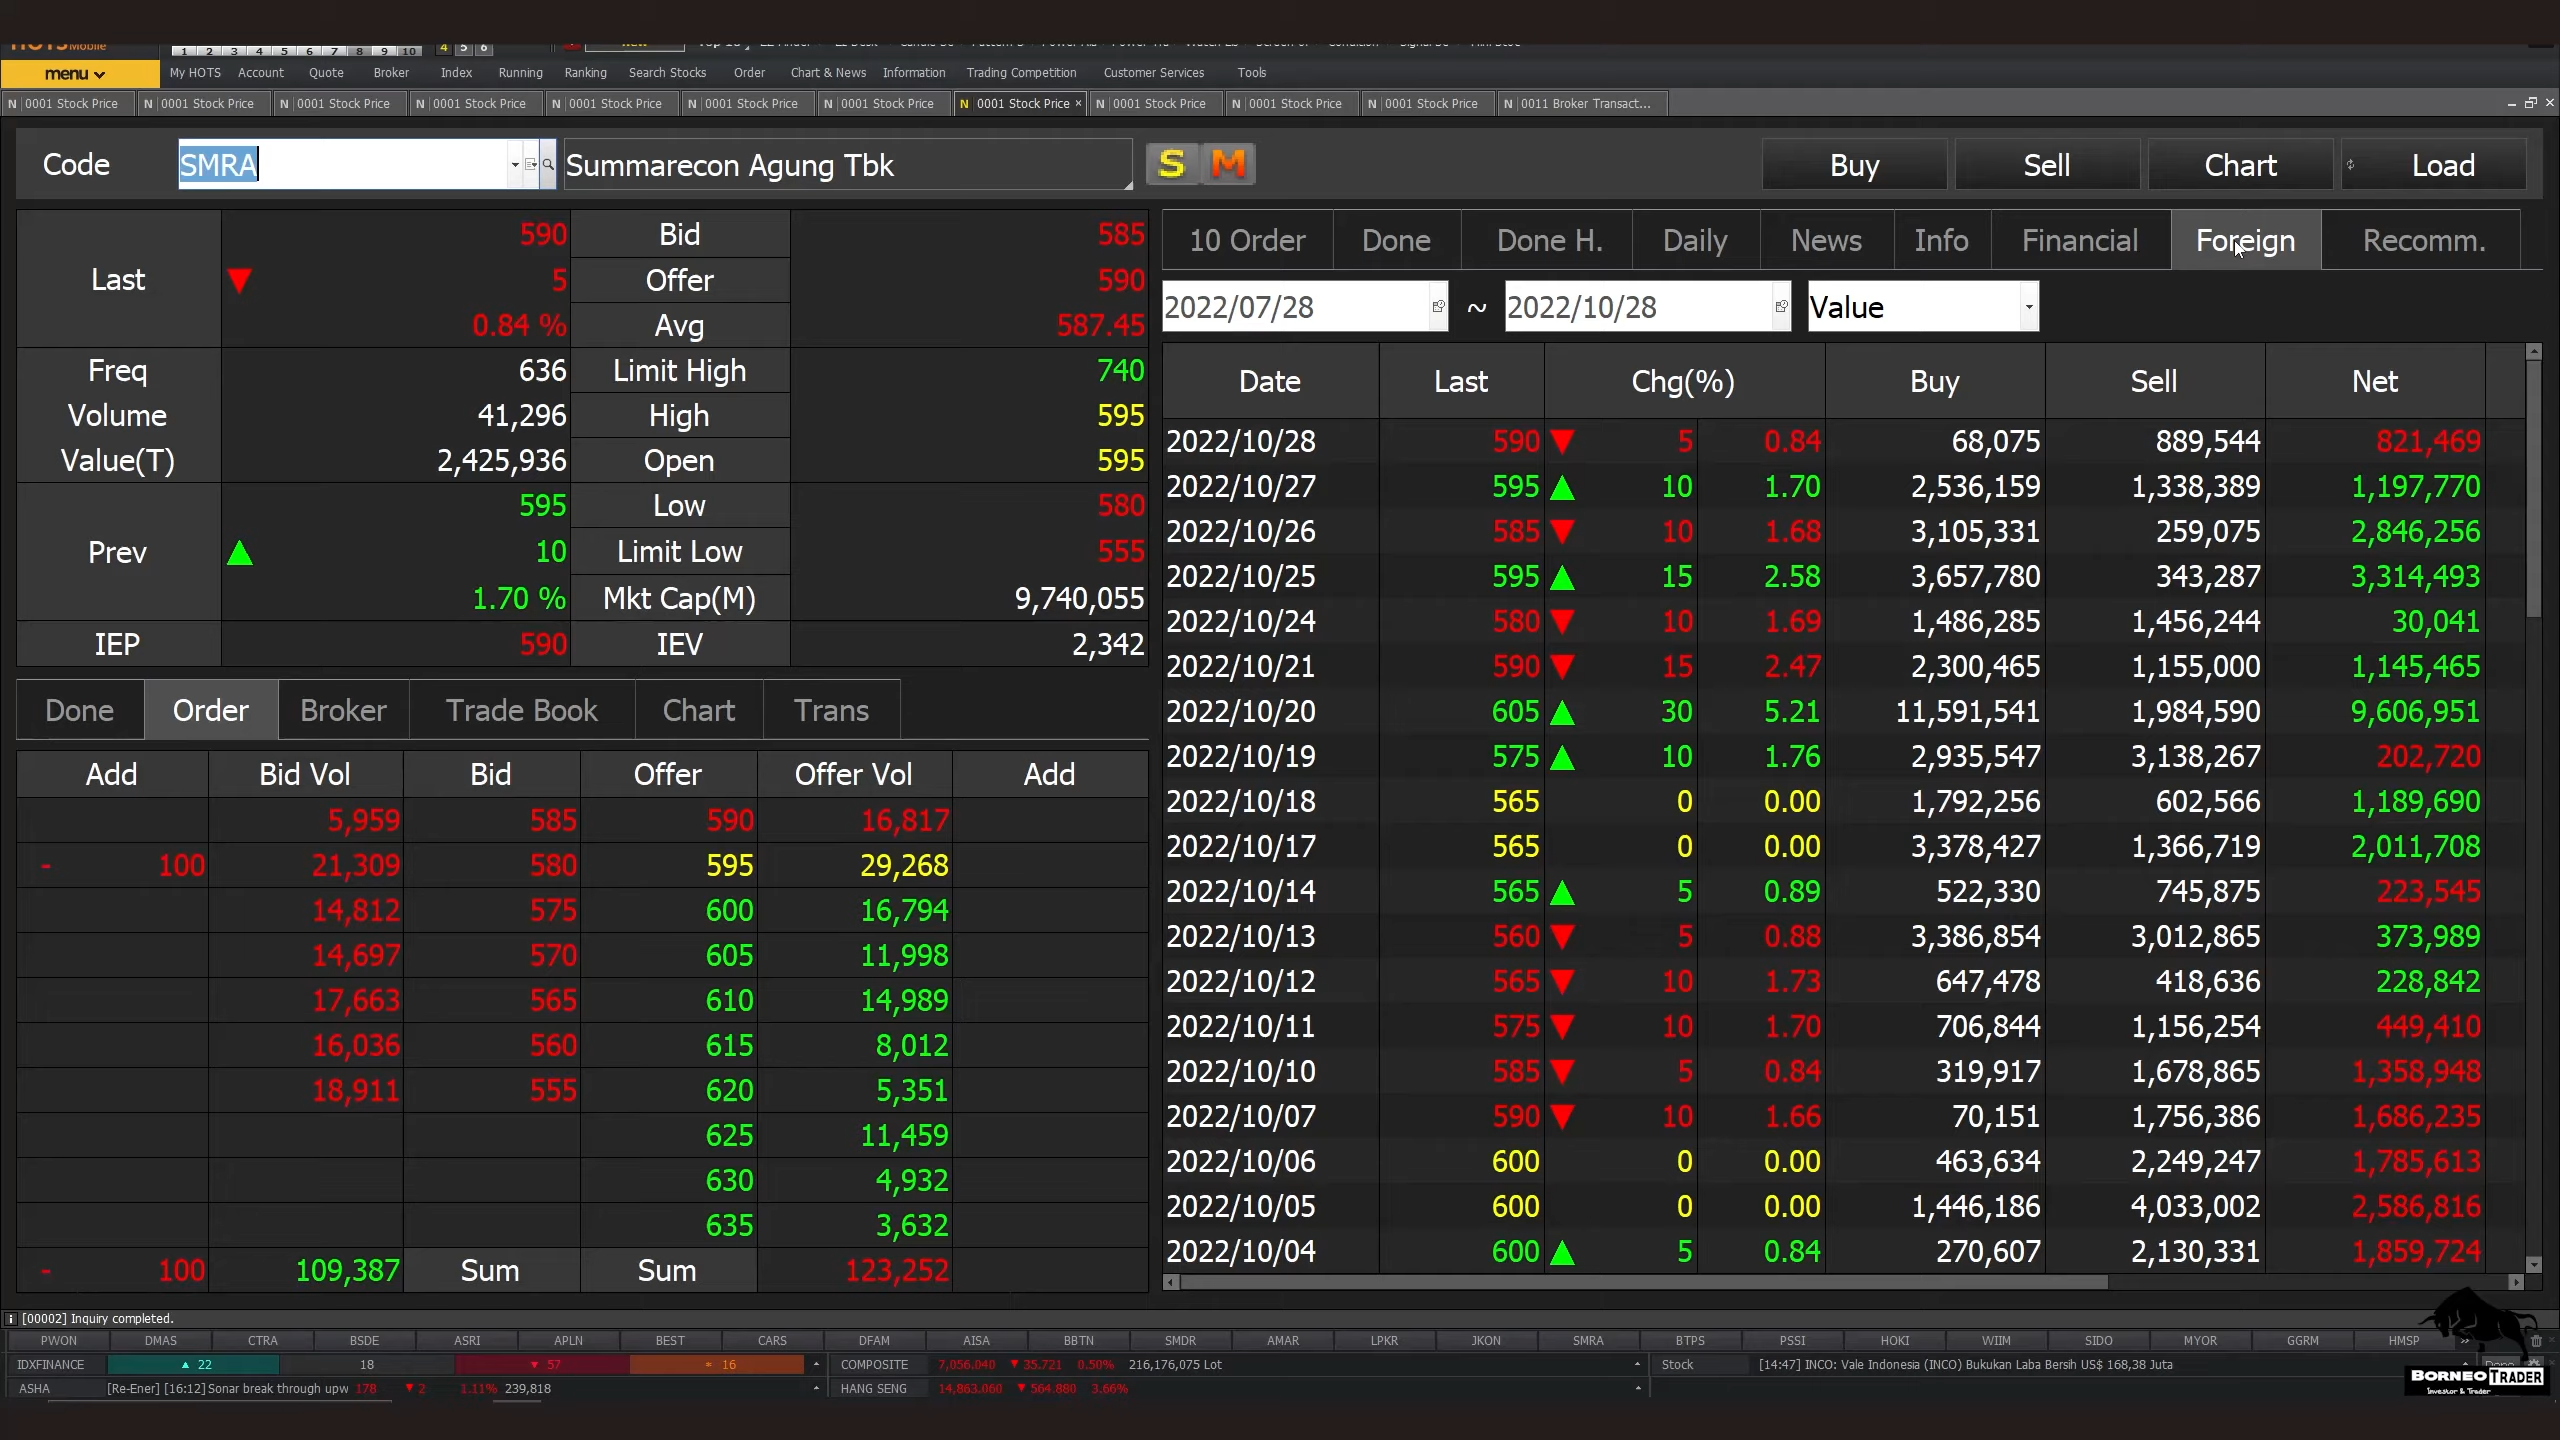 HOTS Mobile
1 2 3 4 5 6 7 8 9 10 4 5 6
menu My HOTS Account Quote Broker Index Running Ranking Search Stocks Order Chart & News Information Trading Competition Customer Services Tools
N 0001 Stock Price N 0001 Stock Price N 0001 Stock Price N 0001 Stock Price N 0001 Stock Price N 0001 Stock Price N 0001 Stock Price N 0001 Stock Price × N 0001 Stock Price N 0001 Stock Price N 0001 Stock Price N 0011 Broker Transact...
Code SMRA Summarecon Agung Tbk S M Buy Sell Chart Load
Last ▼ 590 5 0.84 %
Bid 585
Offer 590
Avg 587.45
Freq 636 Limit High 740
Volume 41,296 High 595
Value(T) 2,425,936 Open 595
Prev ▲ 595 10 1.70 %
Low 580
Limit Low 555
Mkt Cap(M) 9,740,055
IEP 590 IEV 2,342
Done Order Broker Trade Book Chart Trans
Add Bid Vol Bid Offer Offer Vol Add
5,959 585 590 16,817
- 100 21,309 580 595 29,268
14,812 575 600 16,794
14,697 570 605 11,998
17,663 565 610 14,989
16,036 560 615 8,012
18,911 555 620 5,351
625 11,459
630 4,932
635 3,632
- 100 109,387 Sum Sum 123,252
10 Order Done Done H. Daily News Info Financial Foreign Recomm.
2022/07/28 ~ 2022/10/28 Value
Date Last Chg(%) Buy Sell Net
2022/10/28 590 ▼ 5 0.84 68,075 889,544 821,469
2022/10/27 595 ▲ 10 1.70 2,536,159 1,338,389 1,197,770
2022/10/26 585 ▼ 10 1.68 3,105,331 259,075 2,846,256
2022/10/25 595 ▲ 15 2.58 3,657,780 343,287 3,314,493
2022/10/24 580 ▼ 10 1.69 1,486,285 1,456,244 30,041
2022/10/21 590 ▼ 15 2.47 2,300,465 1,155,000 1,145,465
2022/10/20 605 ▲ 30 5.21 11,591,541 1,984,590 9,606,951
2022/10/19 575 ▲ 10 1.76 2,935,547 3,138,267 202,720
2022/10/18 565 0 0.00 1,792,256 602,566 1,189,690
2022/10/17 565 0 0.00 3,378,427 1,366,719 2,011,708
2022/10/14 565 ▲ 5 0.89 522,330 745,875 223,545
2022/10/13 560 ▼ 5 0.88 3,386,854 3,012,865 373,989
2022/10/12 565 ▼ 10 1.73 647,478 418,636 228,842
2022/10/11 575 ▼ 10 1.70 706,844 1,156,254 449,410
2022/10/10 585 ▼ 5 0.84 319,917 1,678,865 1,358,948
2022/10/07 590 ▼ 10 1.66 70,151 1,756,386 1,686,235
2022/10/06 600 0 0.00 463,634 2,249,247 1,785,613
2022/10/05 600 0 0.00 1,446,186 4,033,002 2,586,816
2022/10/04 600 ▲ 5 0.84 270,607 2,130,331 1,859,724
[00002] Inquiry completed.
PWON DMAS CTRA BSDE ASRI APLN BEST CARS DFAM AISA BBTN SMDR AMAR LPKR JKON SMRA BTPS PSSI HOKI WIIM SIDO MYOR GGRM HMSP
IDXFINANCE ▲ 22 18 ▼ 57 16 COMPOSITE 7,056.040 ▼ 35.721 0.50% 216,176,075 Lot Stock [14:47] INCO: Vale Indonesia (INCO) Bukukan Laba Bersih US$ 168,38 Juta
ASHA [Re-Ener] [16:12]Sonar break through upw 178 ▼ 2 1.11% 239,818 HANG SENG 14,863.060 ▼ 564.880 3.66%
BORNEO TRADER
Investor & Trader